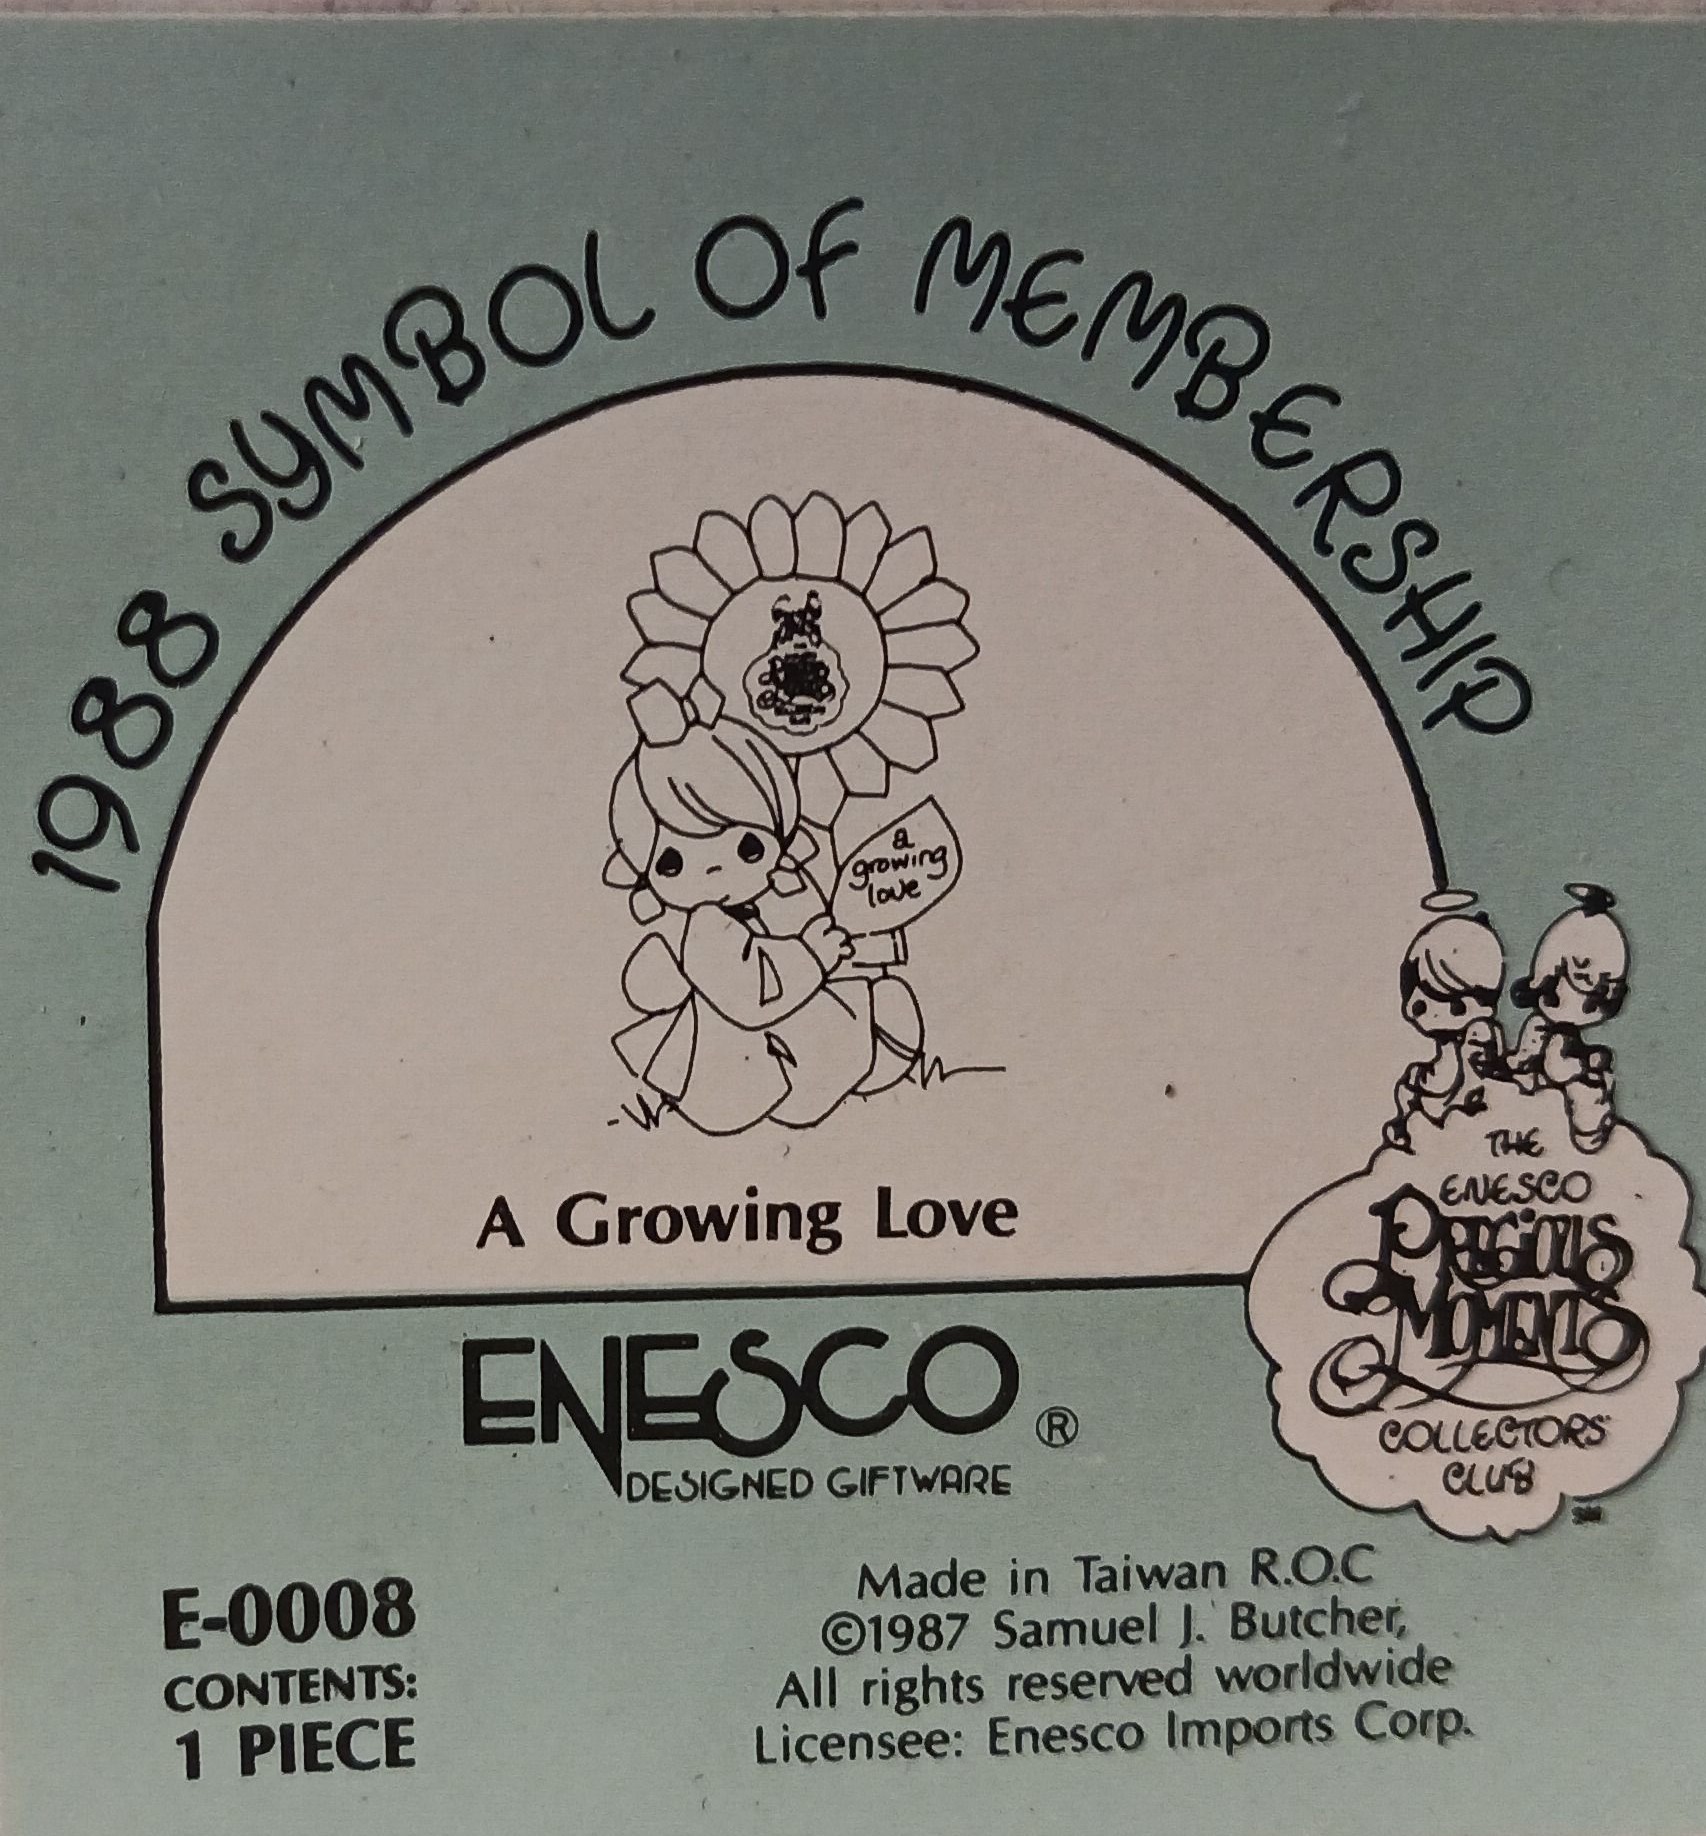 1988 SYMBOL OF MEMBERSHIP
a
growing
love
A Growing Love
THE
ENESCO
PRECIOUS
MOMENTS
COLLECTORS'
CLUB
SM
ENESCO®
DESIGNED GIFTWARE
E-0008
CONTENTS:
1 PIECE
Made in Taiwan R.O.C
©1987 Samuel J. Butcher,
All rights reserved worldwide
Licensee: Enesco Imports Corp.